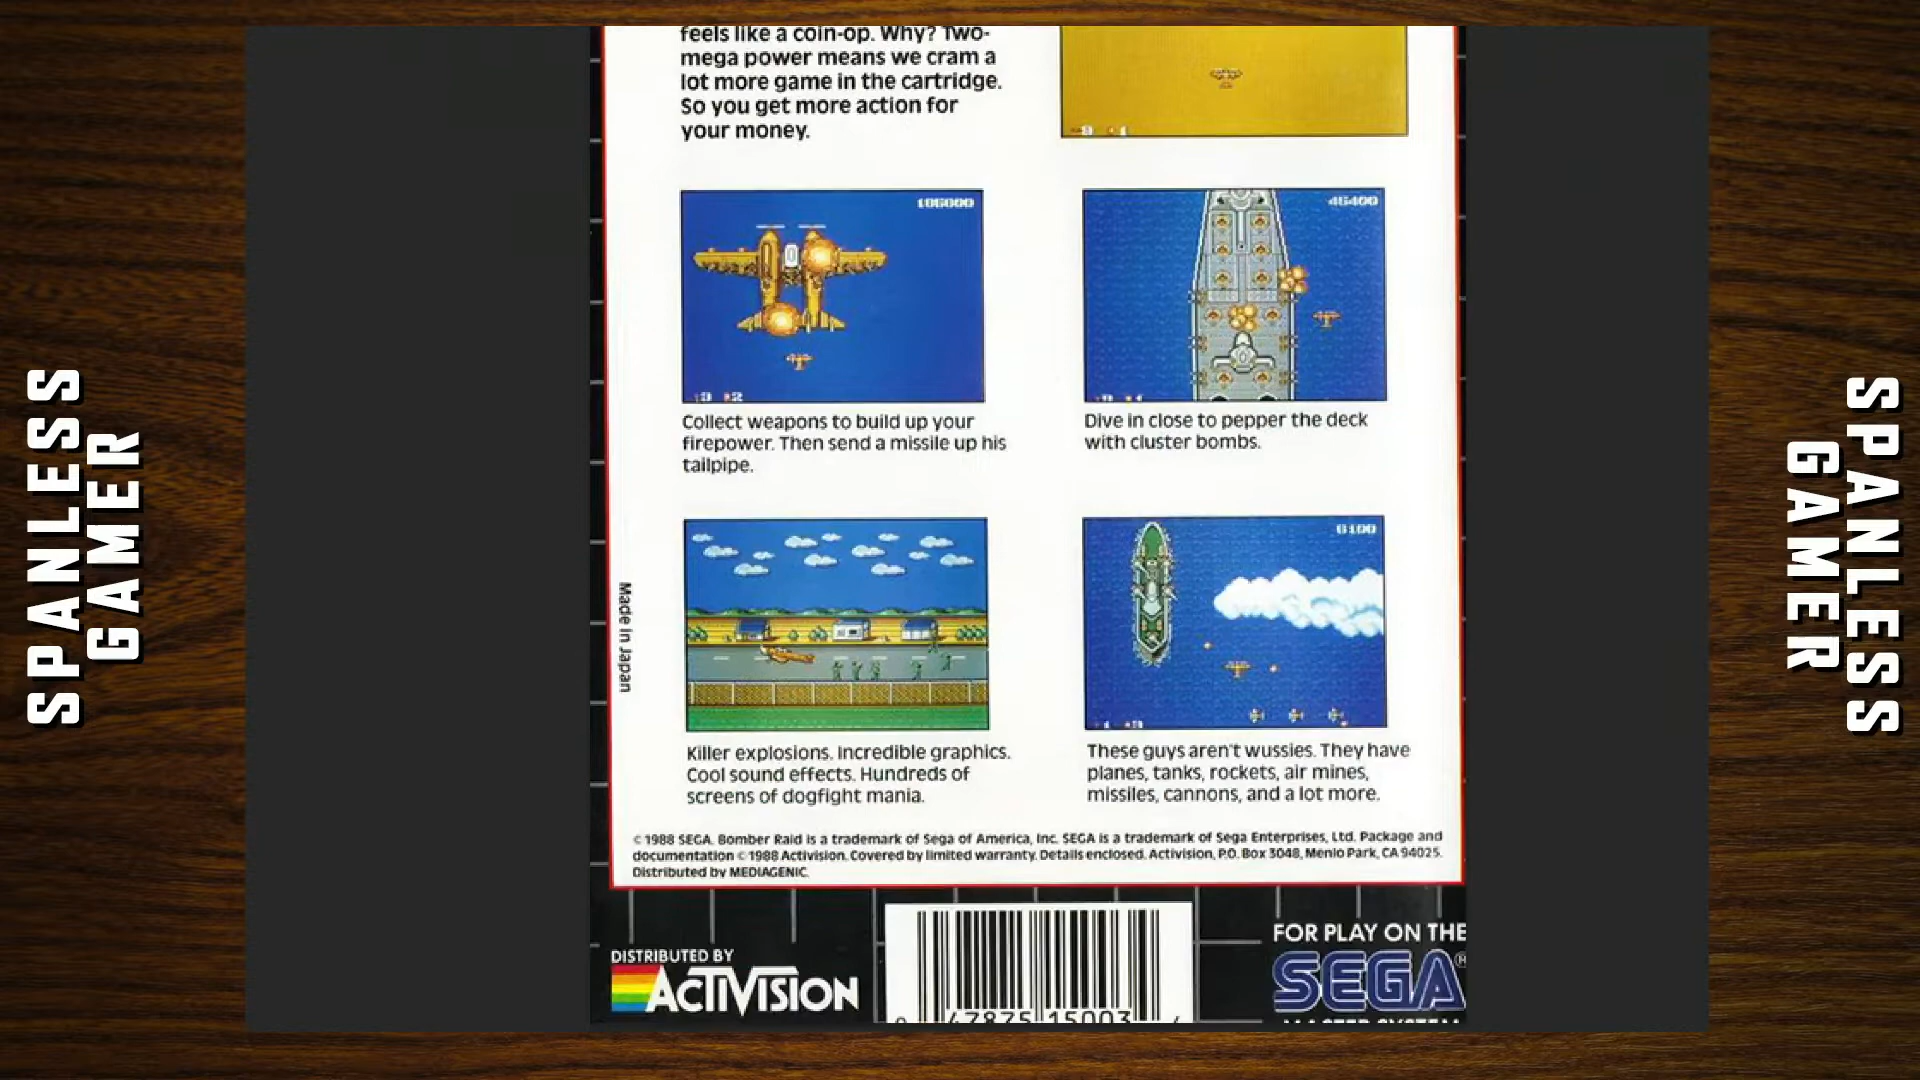 feels like a coin-op. Why? Two-
mega power means we cram a
lot more game in the cartridge.
So you get more action for
your money.
106000
46400
Collect weapons to build up your
firepower. Then send a missile up his
tailpipe.
Dive in close to pepper the deck
with cluster bombs.
6100
Made in Japan
Killer explosions. Incredible graphics.
Cool sound effects. Hundreds of
screens of dogfight mania.
These guys aren't wussies. They have
planes, tanks, rockets, air mines,
missiles, cannons, and a lot more.
© 1988 SEGA. Bomber Raid is a trademark of Sega of America, Inc. SEGA is a trademark of Sega Enterprises, Ltd. Package and
documentation © 1988 Activision. Covered by limited warranty. Details enclosed. Activision, P.O. Box 3048, Menlo Park, CA 94025.
Distributed by MEDIAGENIC.
DISTRIBUTED BY
ACTIVISION
47875 15003
FOR PLAY ON THE
SEGA®
MASTER SYSTEM
SPANLESS
GAMER
SPANLESS
GAMER